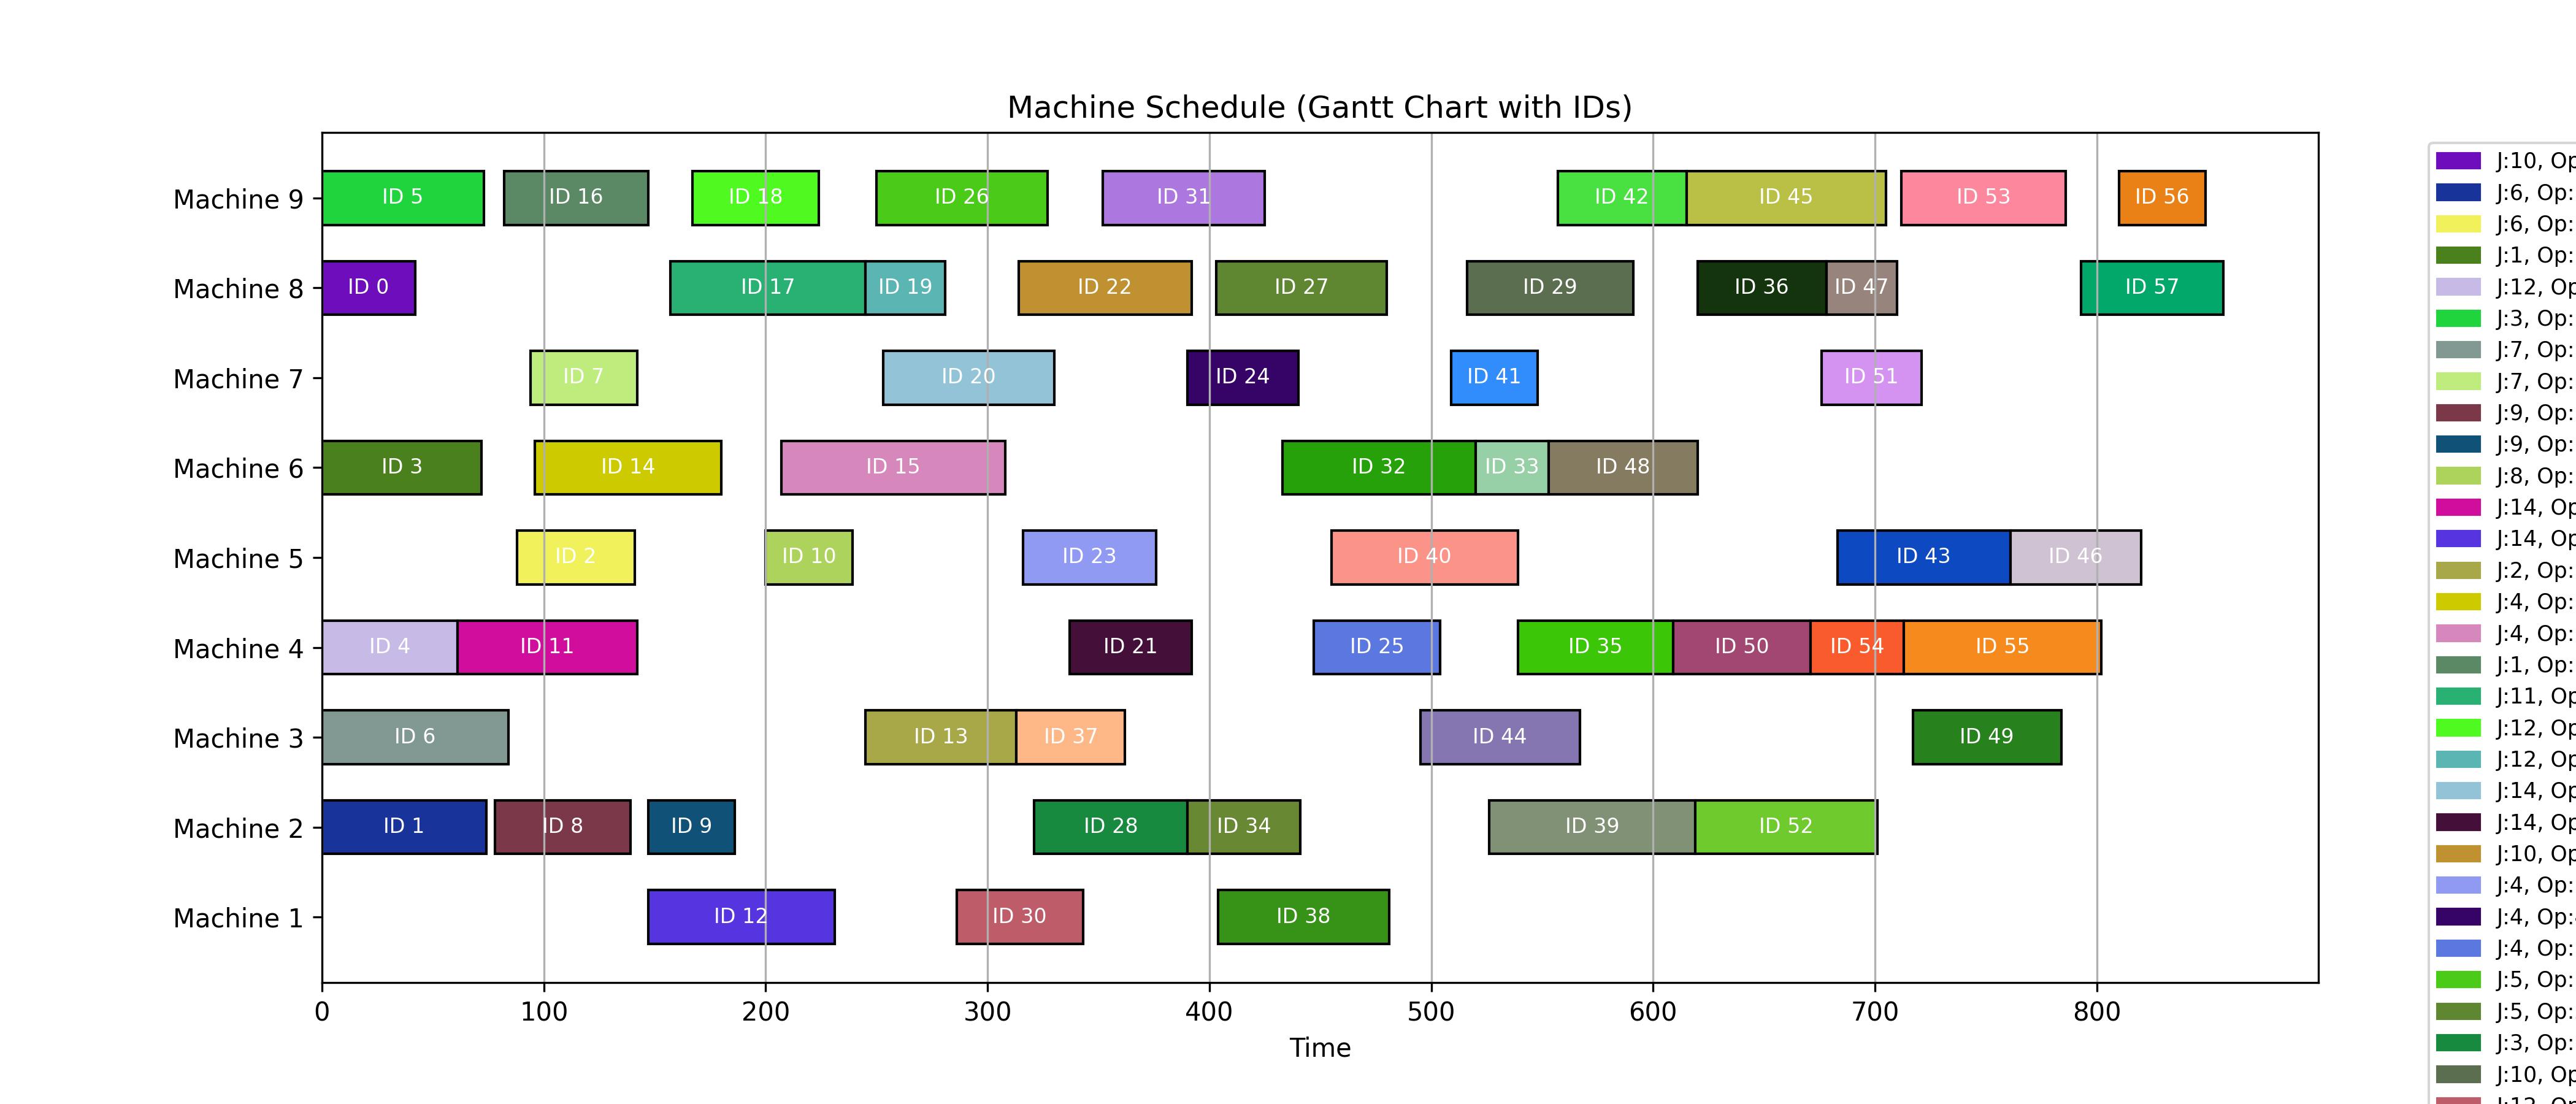 Machine Schedule (Gantt Chart with IDs)
Machine 9
ID 5 ID 16 ID 18 ID 26 ID 31 ID 42 ID 45 ID 53 ID 56
Machine 8
ID 0 ID 17 ID 19 ID 22 ID 27 ID 29 ID 36 ID 47 ID 57
Machine 7
ID 7 ID 20 ID 24 ID 41 ID 51
Machine 6
ID 3 ID 14 ID 15 ID 32 ID 33 ID 48
Machine 5
ID 2 ID 10 ID 23 ID 40 ID 43 ID 46
Machine 4
ID 4 ID 11 ID 21 ID 25 ID 35 ID 50 ID 54 ID 55
Machine 3
ID 6 ID 13 ID 37 ID 44 ID 49
Machine 2
ID 1 ID 8 ID 9 ID 28 ID 34 ID 39 ID 52
Machine 1
ID 12 ID 30 ID 38
0 100 200 300 400 500 600 700 800
Time
J:10, Op
J:6, Op:
J:6, Op:
J:1, Op:
J:12, Op
J:3, Op:
J:7, Op:
J:7, Op:
J:9, Op:
J:9, Op:
J:8, Op:
J:14, Op
J:14, Op
J:2, Op:
J:4, Op:
J:4, Op:
J:1, Op:
J:11, Op
J:12, Op
J:12, Op
J:14, Op
J:14, Op
J:10, Op
J:4, Op:
J:4, Op:
J:4, Op:
J:5, Op:
J:5, Op:
J:3, Op:
J:10, Op